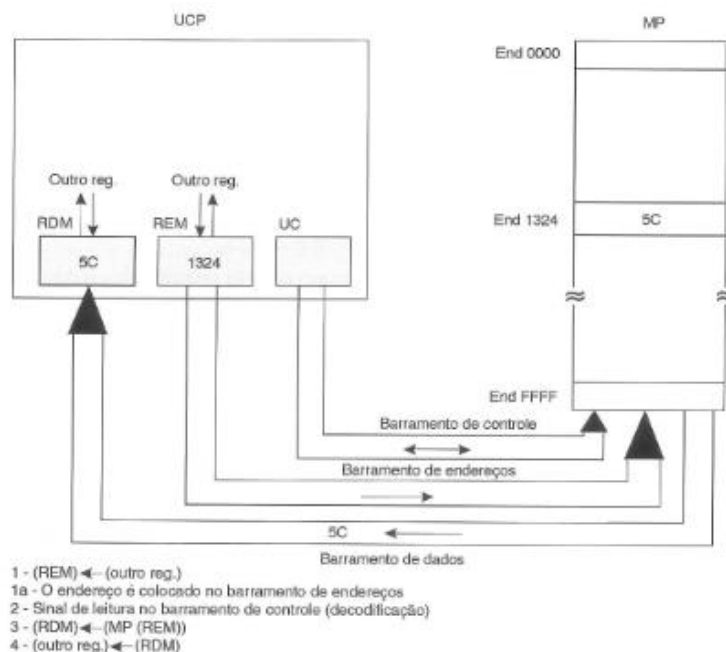 UCP
MP
End 0000
Outro reg.
Outro reg.
RDM
REM
UC
End 1324
5C
5C
1324
End FFFF
Barramento de controle
Barramento de endereços
5C
Barramento de dados
1 - (REM) ← (outro reg.)
1a - O endereço é colocado no barramento de endereços
2 - Sinal de leitura no barramento de controle (decodificação)
3 - (RDM) ← (MP (REM))
4 - (outro reg.) ← (RDM)